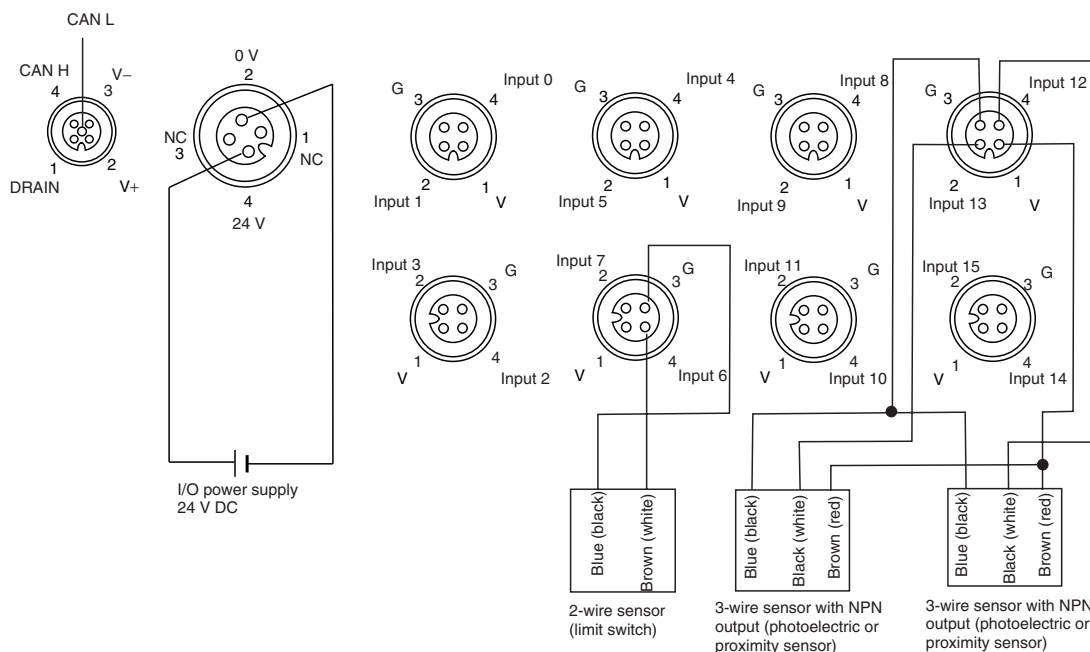 CAN L
CAN H
V−
4
3
1
2
DRAIN
V+
0 V
2
NC
3
1
NC
4
24 V
I/O power supply
24 V DC
G
Input 0
3
4
2
1
Input 1
V
Input 4
G
3
4
2
1
Input 5
V
Input 8
G
3
4
2
1
Input 9
V
Input 12
G
3
4
2
1
Input 13
V
Input 3
G
2
3
1
4
V
Input 2
Input 7
G
2
3
1
4
V
Input 6
Input 11
G
2
3
1
4
V
Input 10
Input 15
G
2
3
1
4
V
Input 14
Blue (black)
Brown (white)
2-wire sensor
(limit switch)
Blue (black)
Black (white)
Brown (red)
3-wire sensor with NPN
output (photoelectric or
proximity sensor)
Blue (black)
Black (white)
Brown (red)
3-wire sensor with NPN
output (photoelectric or
proximity sensor)